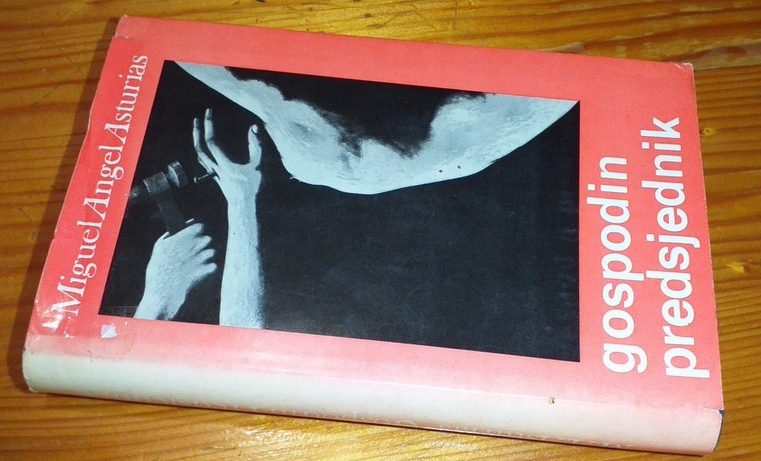 Miguel Angel Asturias
gospodin
predsjednik